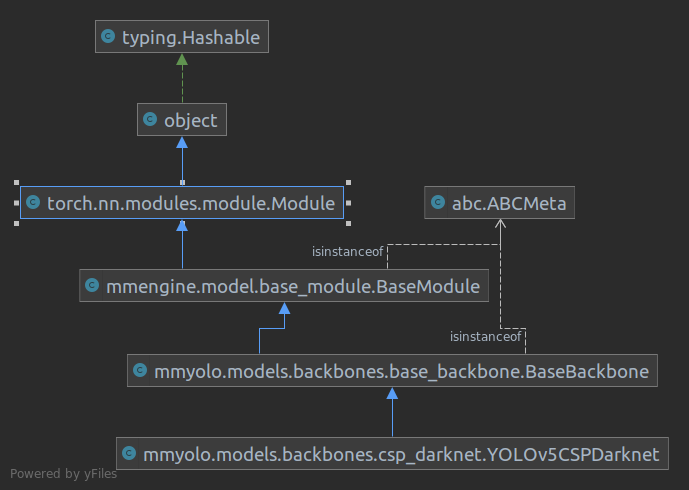 typing.Hashable
object
torch.nn.modules.module.Module
abc.ABCMeta
isinstanceof
mmengine.model.base_module.BaseModule
isinstanceof
mmyolo.models.backbones.base_backbone.BaseBackbone
mmyolo.models.backbones.csp_darknet.YOLOv5CSPDarknet
Powered by yFiles